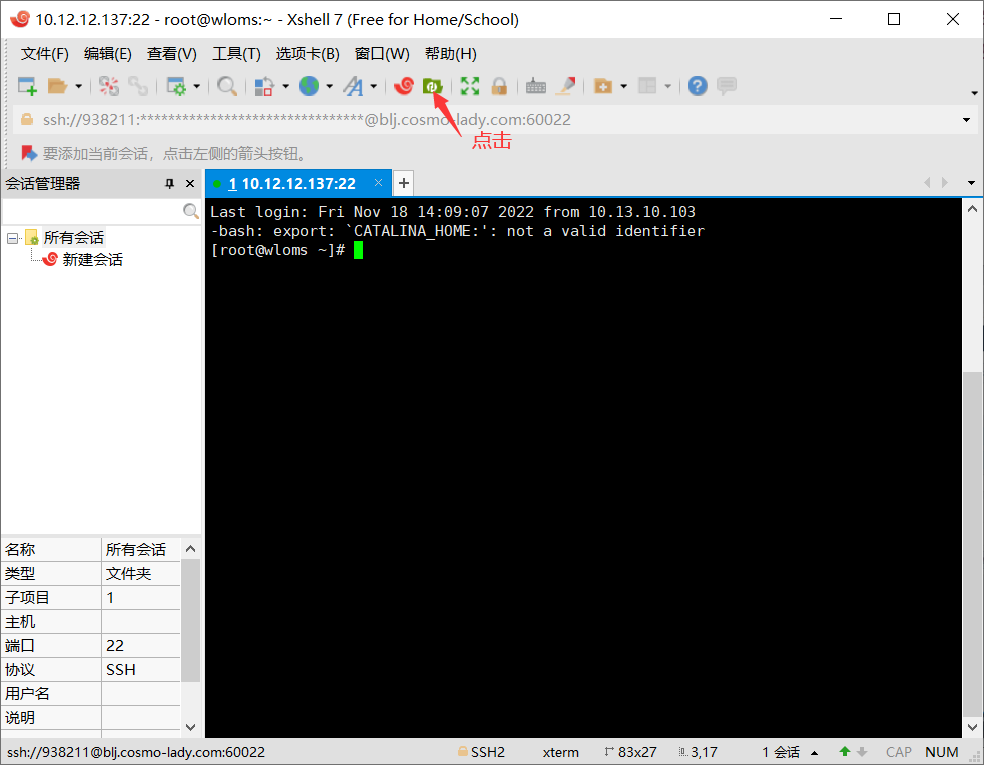 10.12.12.137:22 - root@wloms:~ - Xshell 7 (Free for Home/School)
文件(F) 编辑(E) 查看(V) 工具(T) 选项卡(B) 窗口(W) 帮助(H)
ssh://938211:********************************@blj.cosmo-lady.com:60022
点击
要添加当前会话，点击左侧的箭头按钮。
会话管理器
1 10.12.12.137:22
Last login: Fri Nov 18 14:09:07 2022 from 10.13.10.103
-bash: export: `CATALINA_HOME:': not a valid identifier
[root@wloms ~]#
所有会话
新建会话
名称 所有会话
类型 文件夹
子项目 1
主机
端口 22
协议 SSH
用户名
说明
ssh://938211@blj.cosmo-lady.com:60022 SSH2 xterm 83x27 3,17 1 会话 CAP NUM